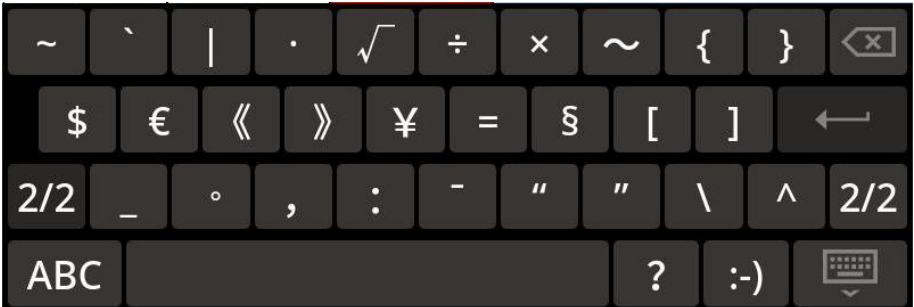 ~ ` | · √ ÷ × ～ { }
$ € 《 》 ¥ = § [ ]
2/2 _ ° , : ¯ “ ” \ ^ 2/2
ABC ? :-)